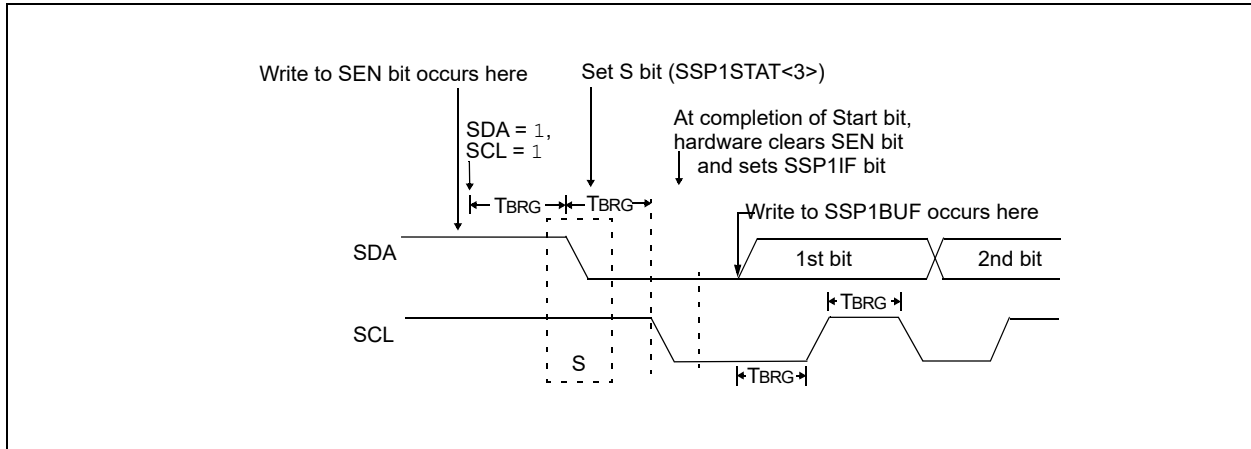 Write to SEN bit occurs here
Set S bit (SSP1STAT<3>)
SDA = 1,
SCL = 1
At completion of Start bit,
hardware clears SEN bit
and sets SSP1IF bit
TBRG
TBRG
Write to SSP1BUF occurs here
SDA
1st bit
2nd bit
TBRG
SCL
S
TBRG